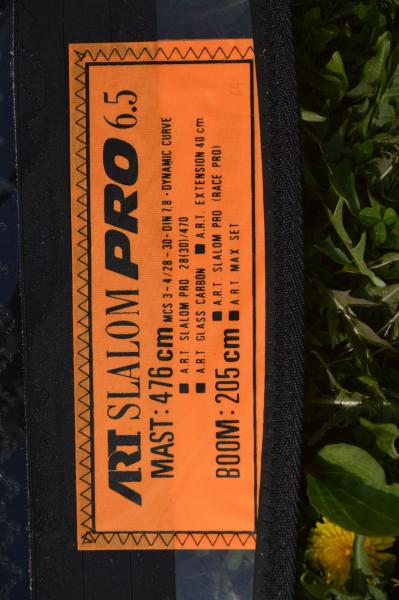 ART SLALOM PRO 6.5
MAST: 476 cm MCS 3-4/28-30·DIN 7.8·DYNAMIC CURVE
■ A.R.T SLALOM PRO 28(30)/470
■ A.R.T GLASS CARBON ■ A.R.T. EXTENSION 40 cm
■ A.R.T SLALOM PRO (RACE PRO)
BOOM: 205 cm ■ A.R.T MAX SET